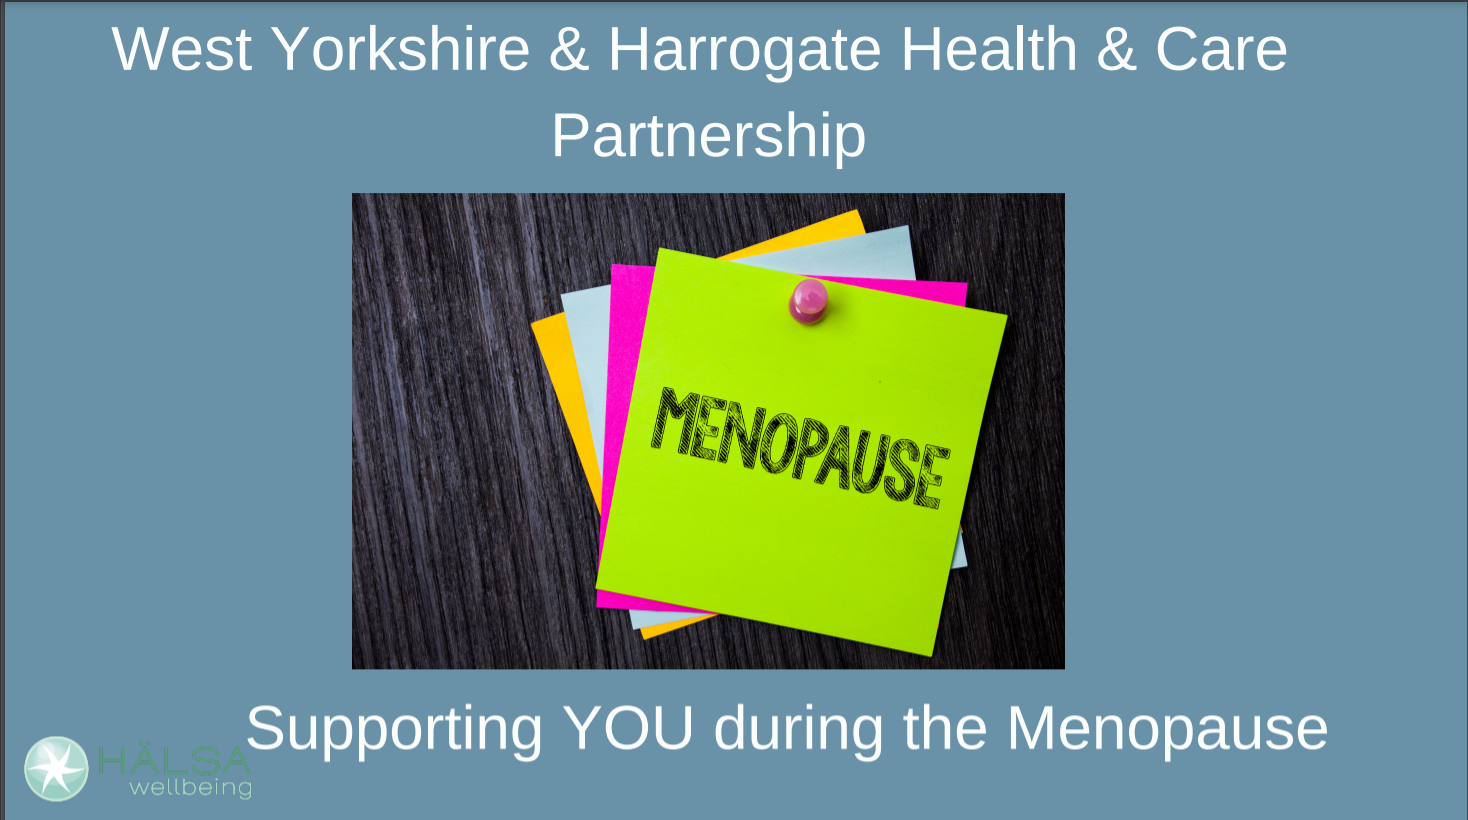 West Yorkshire & Harrogate Health & Care
Partnership
MENOPAUSE
Supporting YOU during the Menopause
HÄLSA
wellbeing